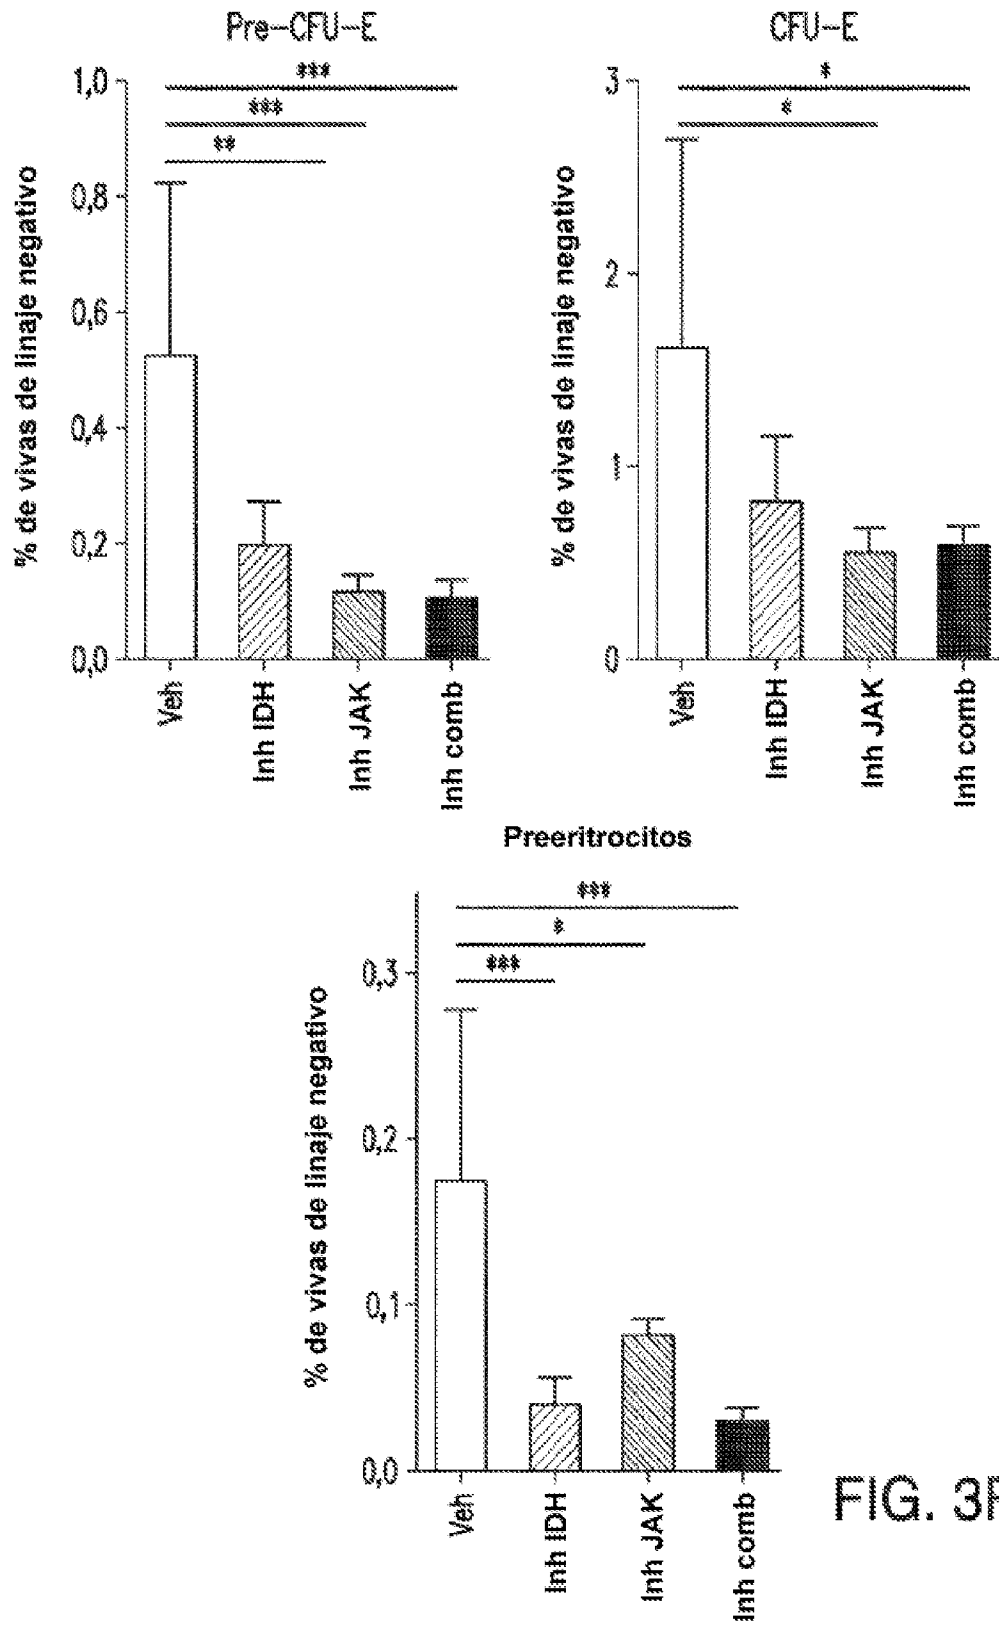 Pre-CFU-E
% de vivas de linaje negativo
1,0
0,8
0,6
0,4
0,2
0,0
***
***
**
Veh
Inh IDH
Inh JAK
Inh comb
CFU-E
% de vivas de linaje negativo
3
2
1
0
*
*
Veh
Inh IDH
Inh JAK
Inh comb
Preeritrocitos
% de vivas de linaje negativo
0,3
0,2
0,1
0,0
***
*
***
Veh
Inh IDH
Inh JAK
Inh comb
FIG.